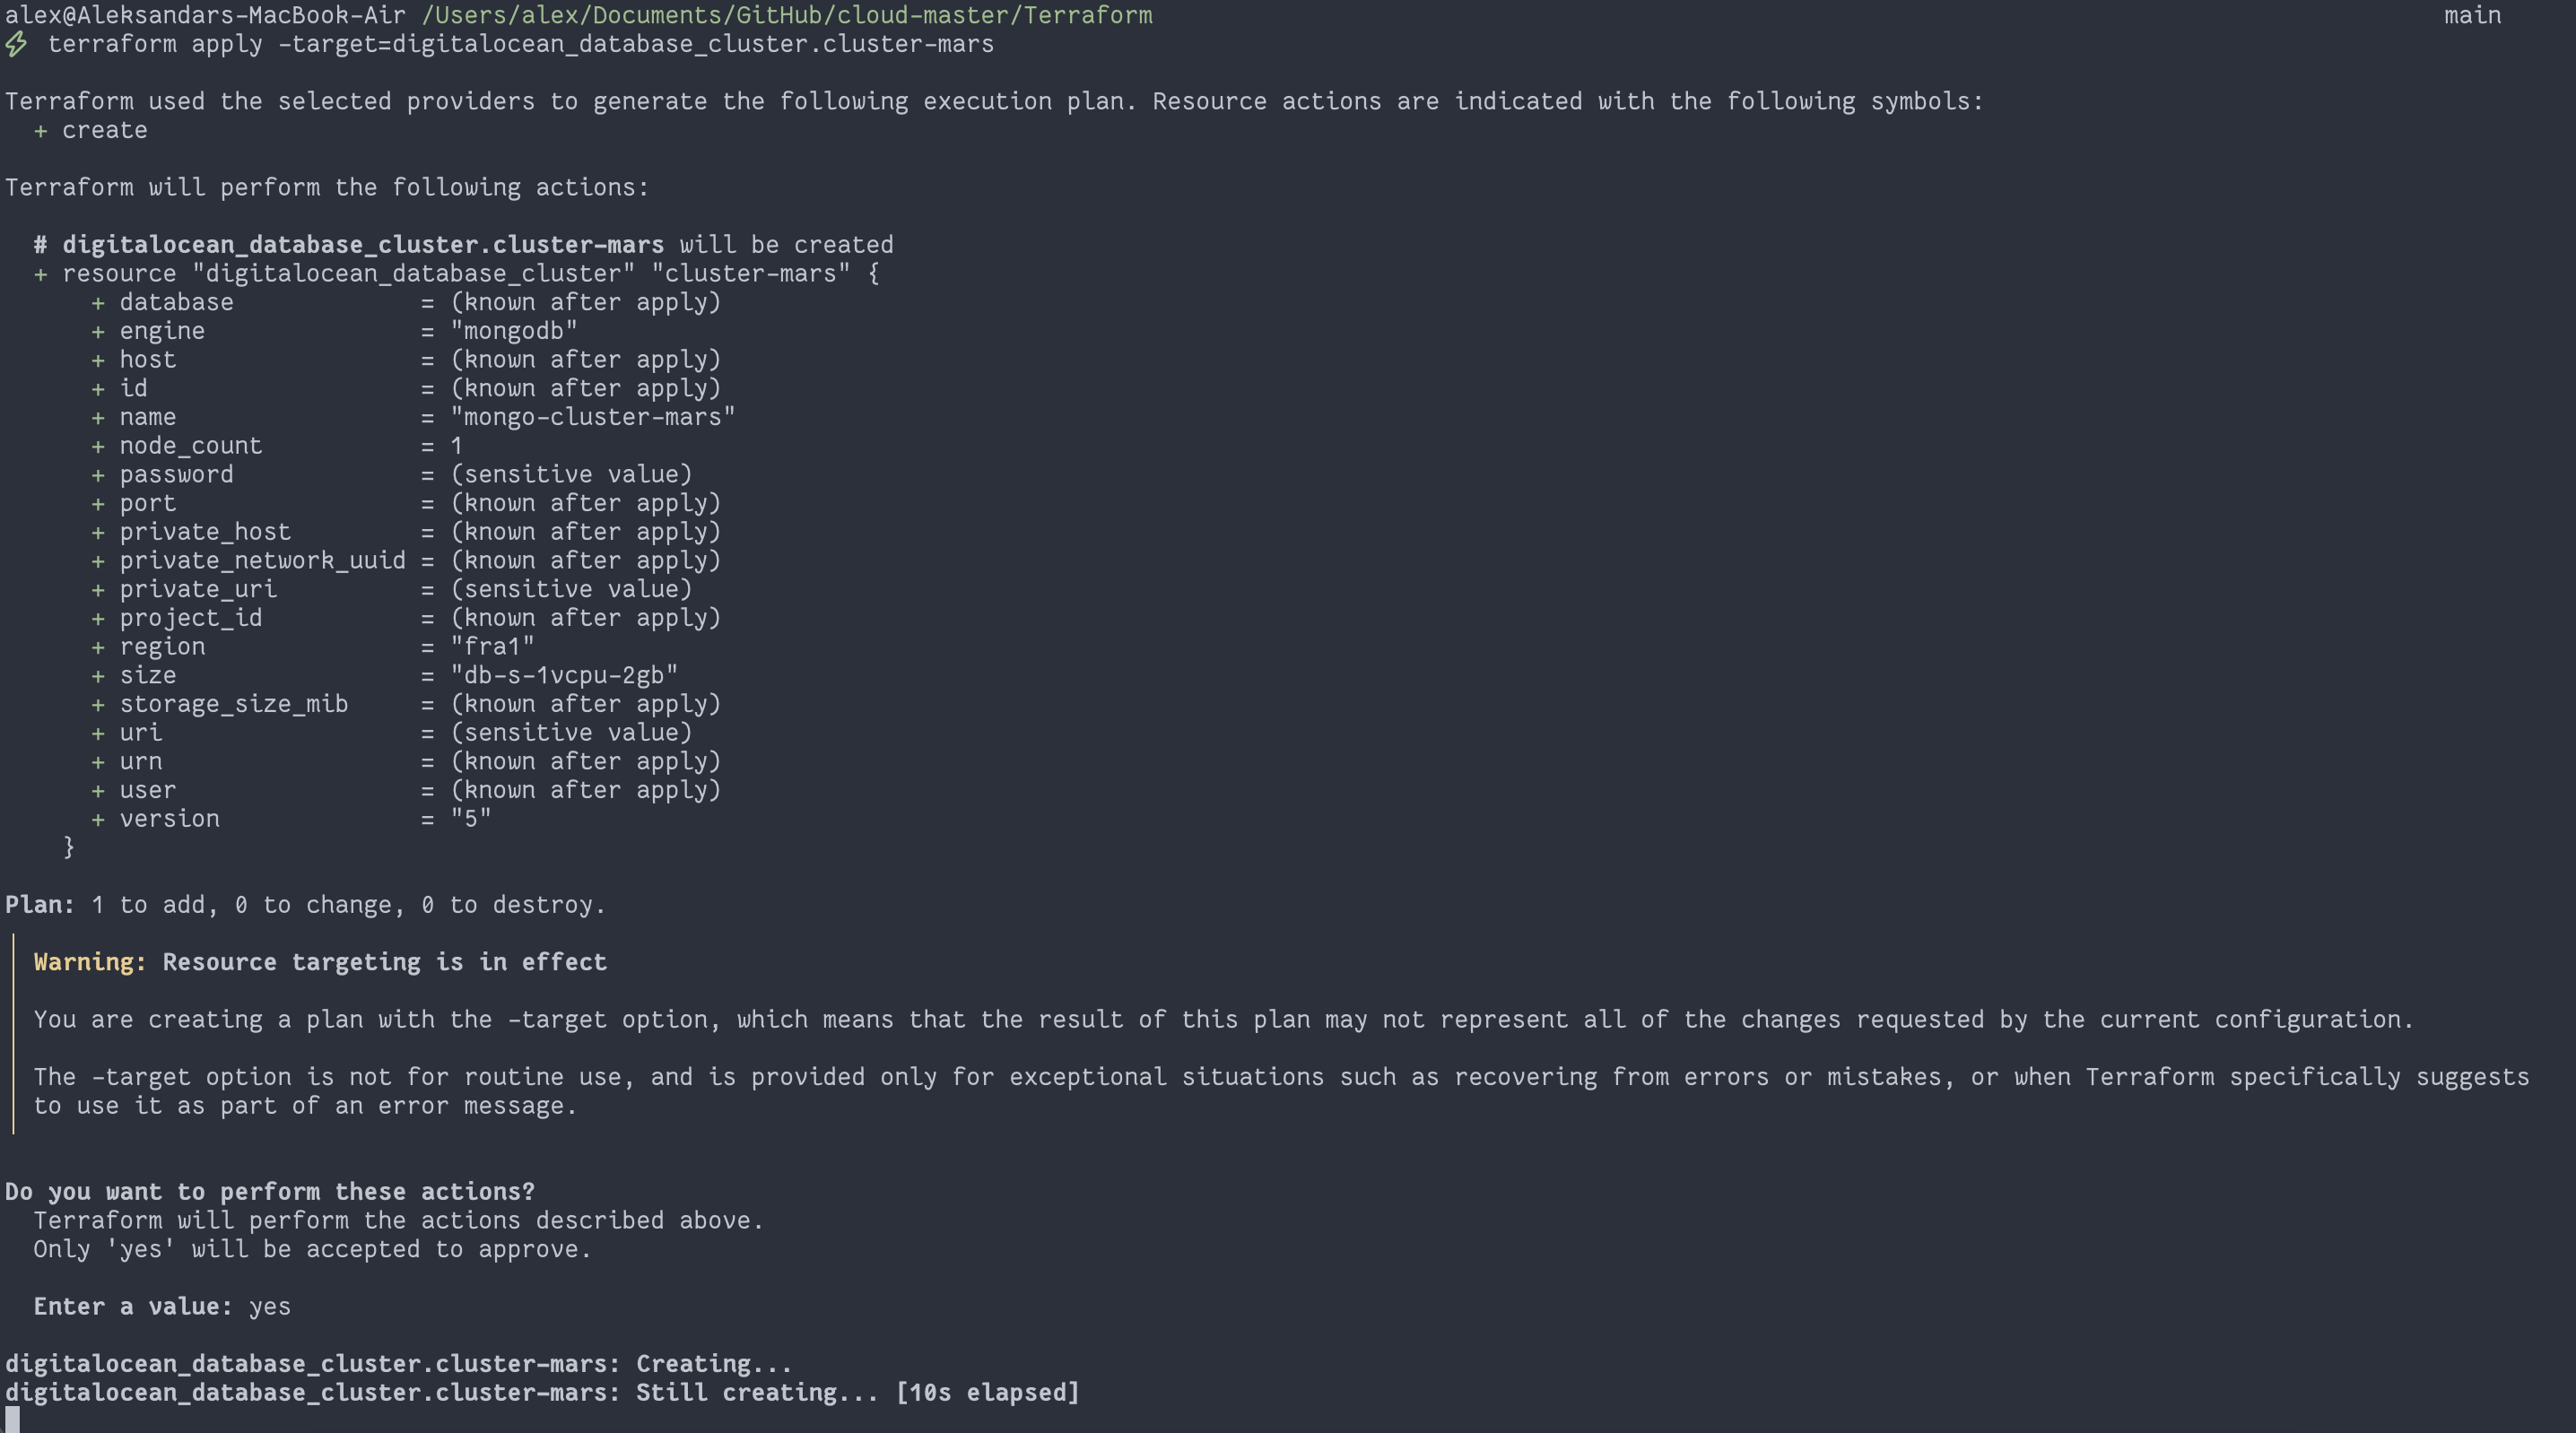 alex@Aleksandars-MacBook-Air /Users/alex/Documents/GitHub/cloud-master/Terraform main
terraform apply -target=digitalocean_database_cluster.cluster-mars
Terraform used the selected providers to generate the following execution plan. Resource actions are indicated with the following symbols:
+ create
Terraform will perform the following actions:
# digitalocean_database_cluster.cluster-mars will be created
+ resource "digitalocean_database_cluster" "cluster-mars" {
+ database = (known after apply)
+ engine = "mongodb"
+ host = (known after apply)
+ id = (known after apply)
+ name = "mongo-cluster-mars"
+ node_count = 1
+ password = (sensitive value)
+ port = (known after apply)
+ private_host = (known after apply)
+ private_network_uuid = (known after apply)
+ private_uri = (sensitive value)
+ project_id = (known after apply)
+ region = "fra1"
+ size = "db-s-1vcpu-2gb"
+ storage_size_mib = (known after apply)
+ uri = (sensitive value)
+ urn = (known after apply)
+ user = (known after apply)
+ version = "5"
}
Plan: 1 to add, 0 to change, 0 to destroy.
Warning: Resource targeting is in effect
You are creating a plan with the -target option, which means that the result of this plan may not represent all of the changes requested by the current configuration.
The -target option is not for routine use, and is provided only for exceptional situations such as recovering from errors or mistakes, or when Terraform specifically suggests
to use it as part of an error message.
Do you want to perform these actions?
Terraform will perform the actions described above.
Only 'yes' will be accepted to approve.
Enter a value: yes
digitalocean_database_cluster.cluster-mars: Creating...
digitalocean_database_cluster.cluster-mars: Still creating... [10s elapsed]